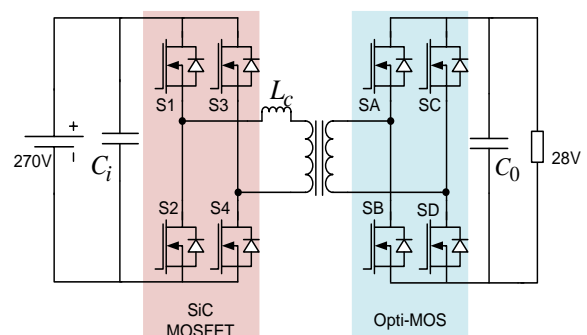 S1
S3
SA
SC
L_c
+
-
270V
C_i
C_0
28V
S2
S4
SB
SD
SiC
MOSFET
Opti-MOS